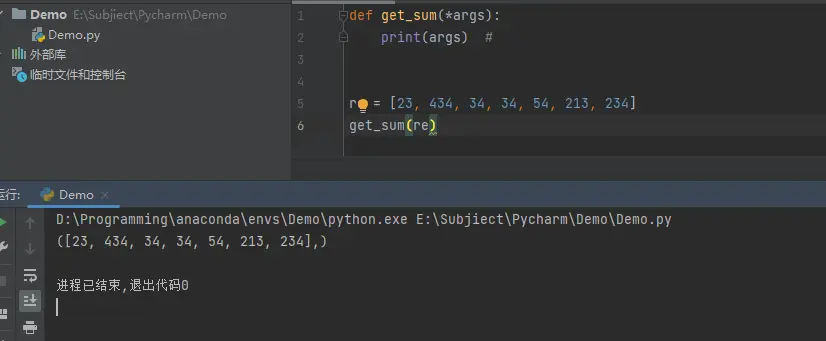 Demo E:\Subjiect\Pycharm\Demo
Demo.py
外部库
临时文件和控制台
1 def get_sum(*args):
2 print(args) #
3
4
5 r = [23, 434, 34, 34, 54, 213, 234]
6 get_sum(re)
运行: Demo ×
D:\Programming\anaconda\envs\Demo\python.exe E:\Subjiect\Pycharm\Demo\Demo.py
([23, 434, 34, 34, 54, 213, 234],)
进程已结束,退出代码0